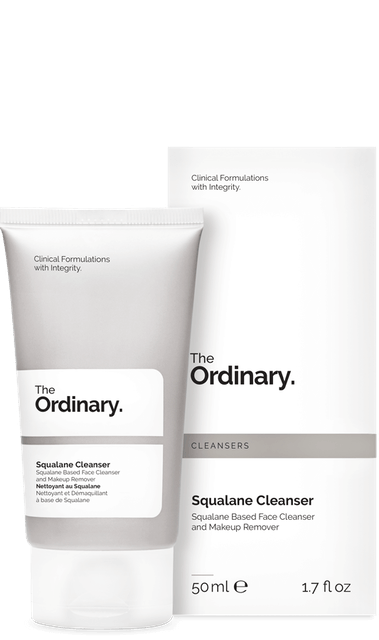 Clinical Formulations
with Integrity.
The
Ordinary.
Squalane Cleanser
Squalane Based Face Cleanser
and Makeup Remover
Nettoyant au Squalane
Nettoyant et Démaquillant
à base de Squalane
Clinical Formulations
with Integrity.
The
Ordinary.
CLEANSERS
Squalane Cleanser
Squalane Based Face Cleanser
and Makeup Remover
50 ml ℮ 1.7 fl oz